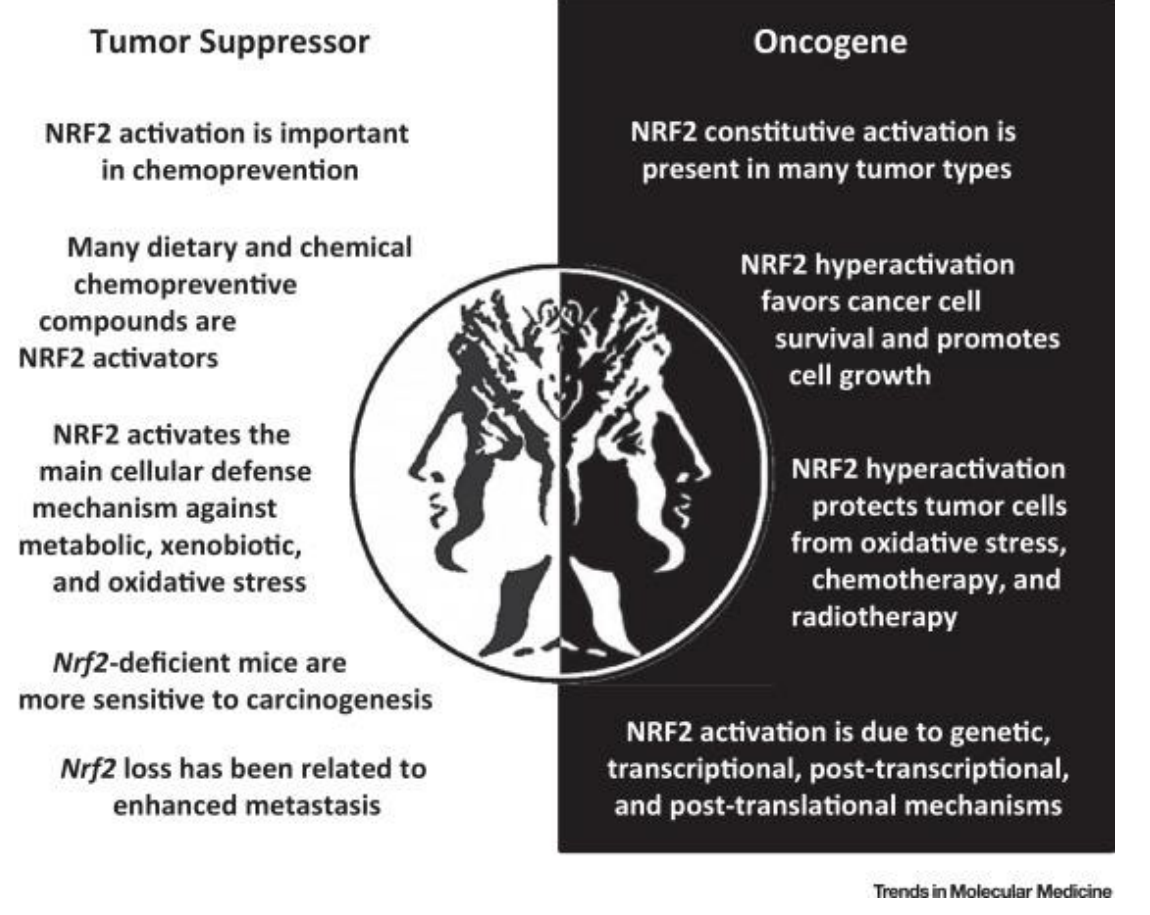 Tumor Suppressor
NRF2 activation is important
in chemoprevention
Many dietary and chemical
chemopreventive
compounds are
NRF2 activators
NRF2 activates the
main cellular defense
mechanism against
metabolic, xenobiotic,
and oxidative stress
Nrf2-deficient mice are
more sensitive to carcinogenesis
Nrf2 loss has been related to
enhanced metastasis
Oncogene
NRF2 constitutive activation is
present in many tumor types
NRF2 hyperactivation
favors cancer cell
survival and promotes
cell growth
NRF2 hyperactivation
protects tumor cells
from oxidative stress,
chemotherapy, and
radiotherapy
NRF2 activation is due to genetic,
transcriptional, post-transcriptional,
and post-translational mechanisms
Trends in Molecular Medicine